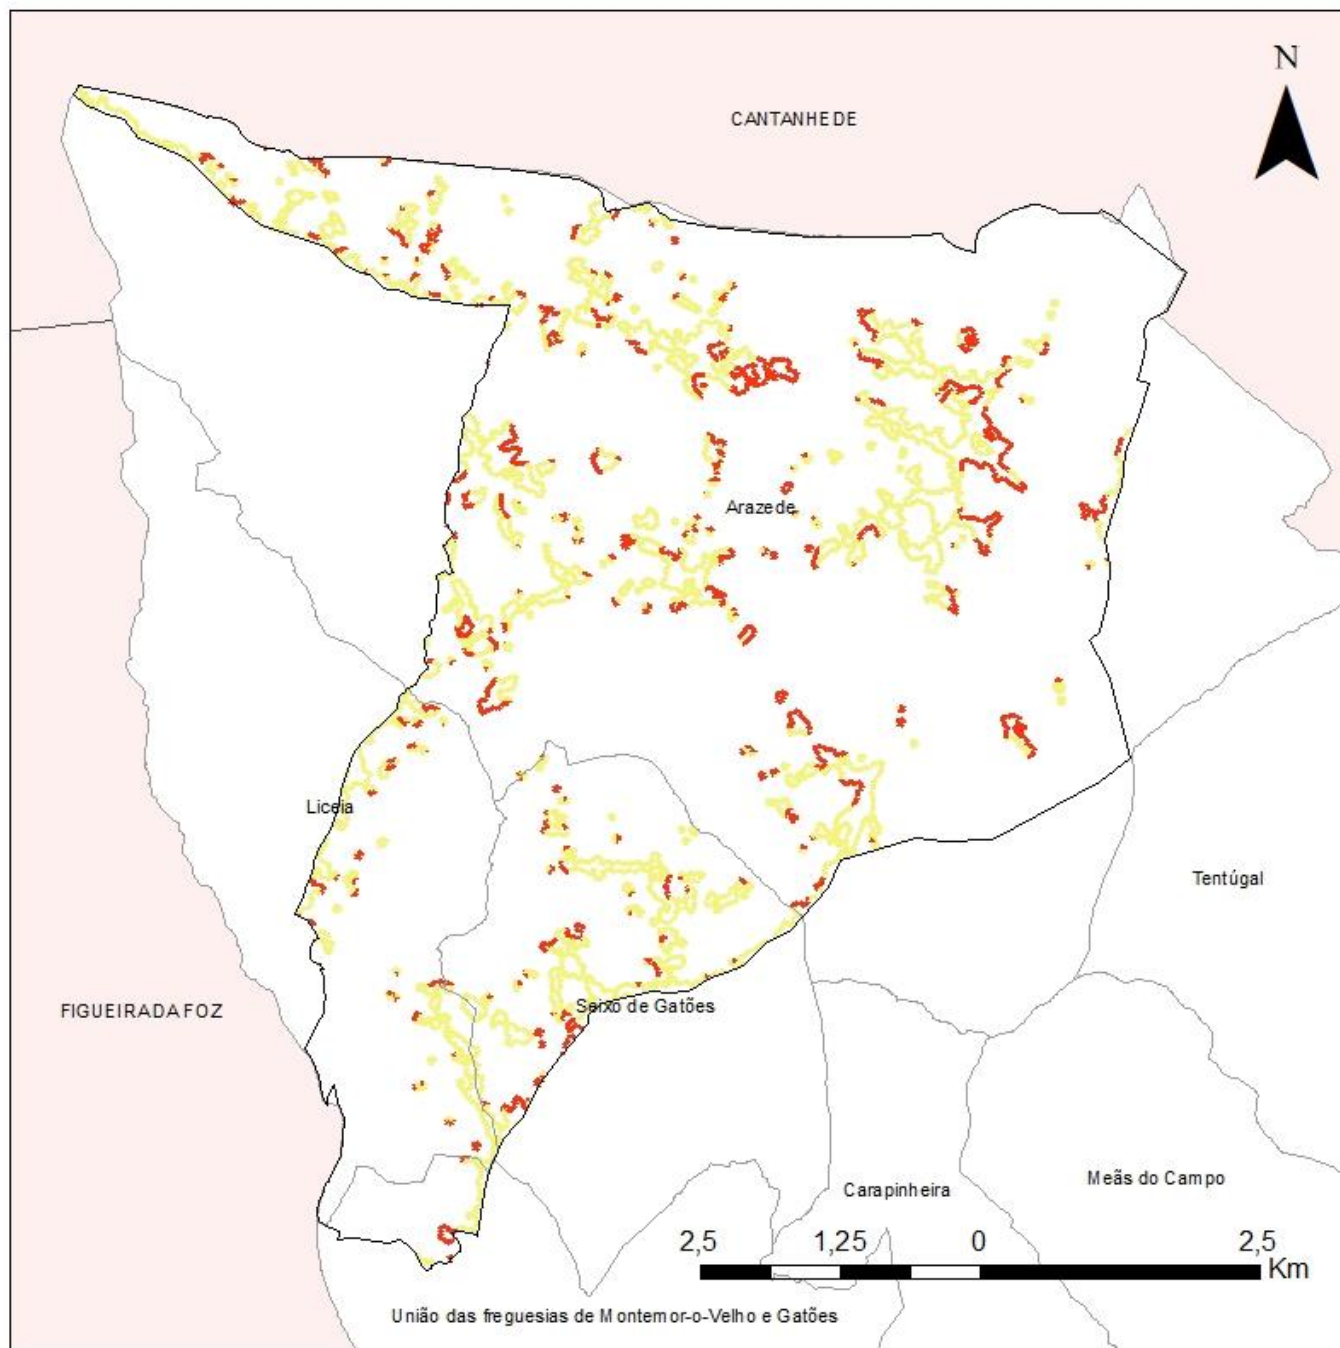 N
CANTANHEDE
Arazede
Liceia
Tentúgal
FIGUEIRA DA FOZ
Seixo de Gatões
Carapinheira
Meãs do Campo
2,5 1,25 0 2,5
Km
União das freguesias de Montemor-o-Velho e Gatões